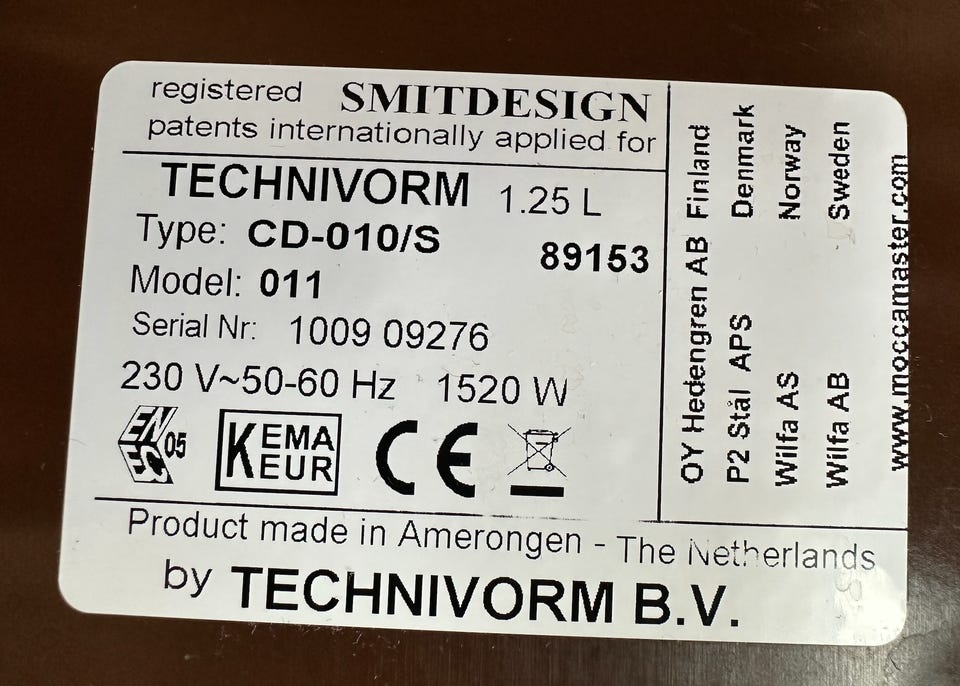 registered SMITDESIGN
patents internationally applied for
TECHNIVORM 1.25 L
Type: CD-010/S 89153
Model: 011
Serial Nr: 1009 09276
230 V~50-60 Hz 1520 W
ENEC 05 KEMA KEUR CE
Product made in Amerongen - The Netherlands
by TECHNIVORM B.V.
OY Hedengren AB Finland
P2 Stål APS Denmark
Wilfa AS Norway
Wilfa AB Sweden
www.moccamaster.com